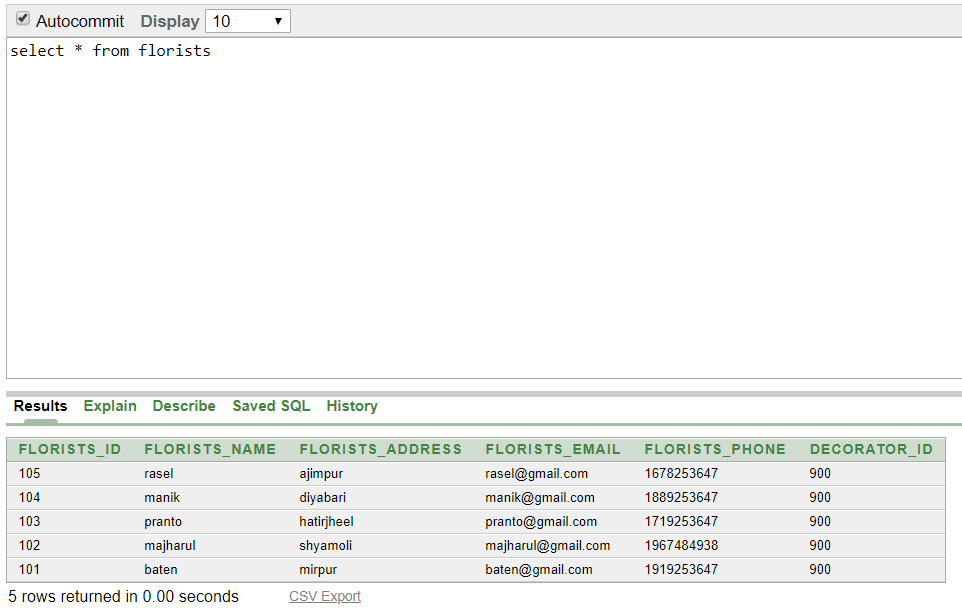 Autocommit Display 10
select * from florists
Results Explain Describe Saved SQL History
FLORISTS_ID FLORISTS_NAME FLORISTS_ADDRESS FLORISTS_EMAIL FLORISTS_PHONE DECORATOR_ID
105 rasel ajimpur rasel@gmail.com 1678253647 900
104 manik diyabari manik@gmail.com 1889253647 900
103 pranto hatirjheel pranto@gmail.com 1719253647 900
102 majharul shyamoli majharul@gmail.com 1967484938 900
101 baten mirpur baten@gmail.com 1919253647 900
5 rows returned in 0.00 seconds CSV Export